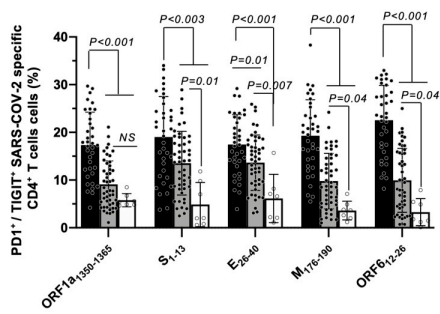 PD1⁺ / TIGIT⁺ SARS-COV-2 specific
CD4⁺ T cells cells (%)
40
30
20
10
0
P<0.001
NS
P<0.003
P=0.01
P<0.001
P=0.01
P=0.007
P<0.001
P=0.04
P<0.001
P=0.04
ORF1a₁₃₅₀₋₁₃₆₅
S₁₋₁₃
E₂₆₋₄₀
M₁₇₆₋₁₉₀
ORF6₁₂₋₂₆